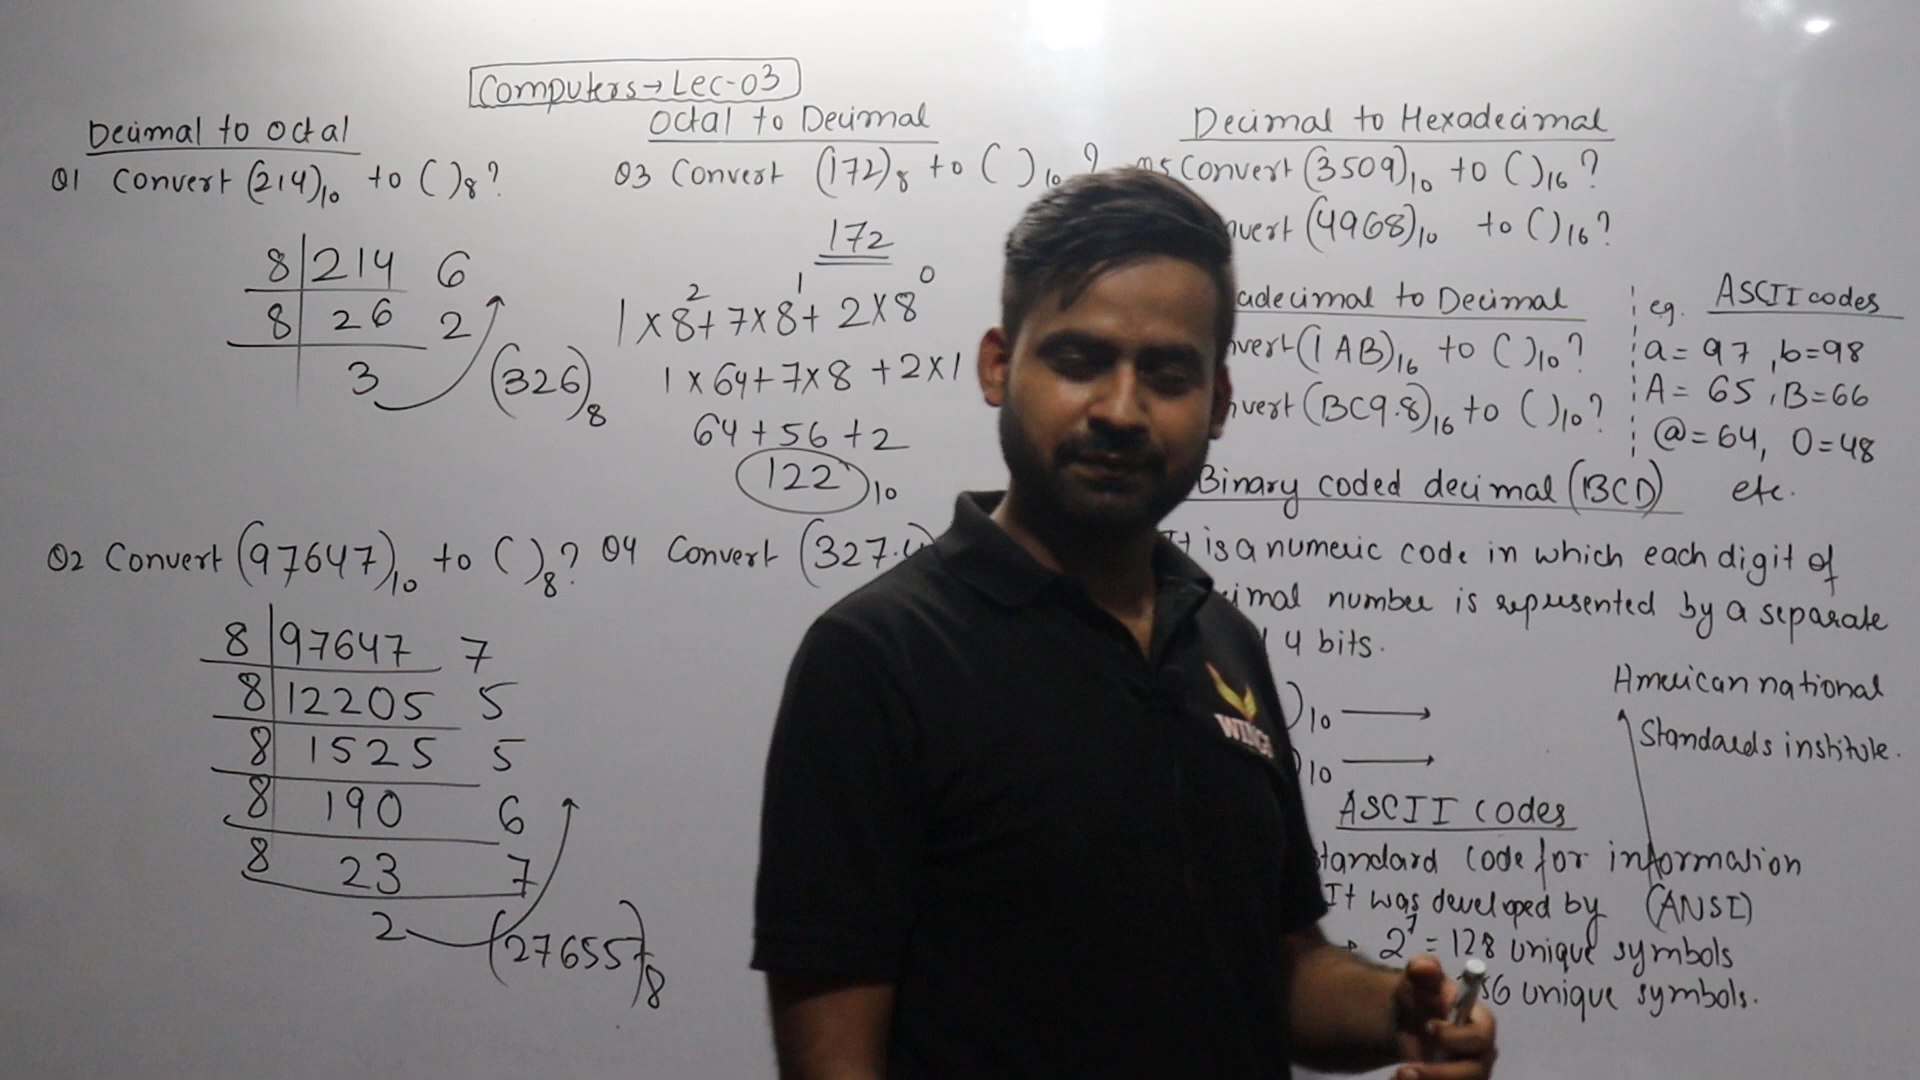 Computers → Lec-03
Decimal to Octal
Q1 Convert (214)₁₀ to ( )₈?
8|214 6
8|26 2
3
(326)₈
Q2 Convert (97647)₁₀ to ( )₈?
8|97647 7
8|12205 5
8|1525 5
8|190 6
8|23 7
2
(276557)₈
Octal to Decimal
Q3 Convert (172)₈ to ( )₁₀?
172
1×8²+7×8¹+2×8⁰
1×64+7×8+2×1
64+56+2
122 ₁₀
Q4 Convert (327.4)
Decimal to Hexadecimal
Q5 Convert (3509)₁₀ to ( )₁₆?
(4968)₁₀ to ( )₁₆?
to Decimal
(1AB)₁₆ to ( )₁₀?
(BC9.8)₁₆ to ( )₁₀?
eg. ASCII codes
a=97, b=98
A=65, B=66
@=64, 0=48
etc.
Binary coded decimal (BCD)
It is a numeric code in which each digit of
number is represented by a separate
4 bits.
)₁₀ →
)₁₀ →
American national
Standards institute.
ASCII codes
standard code for information
It was developed by (ANSI)
2⁷ = 128 unique symbols
unique symbols.
WINGS